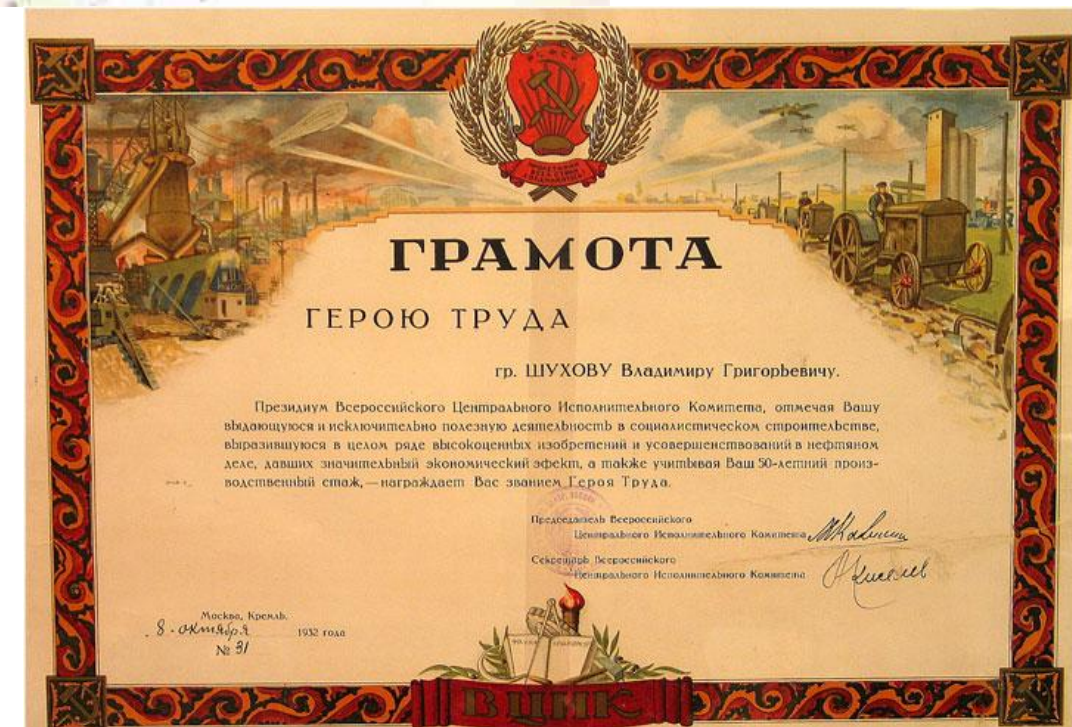 ГРАМОТА
ГЕРОЮ ТРУДА
гр. ШУХОВУ Владимиру Григорьевичу.
Президиум Всероссийского Центрального Исполнительного Комитета, отмечая Вашу
выдающуюся и исключительно полезную деятельность в социалистическом строительстве,
выразившуюся в целом ряде высокоценных изобретений и усовершенствований в нефтяном
деле, давших значительный экономический эфект, а также учитывая Ваш 50-летний произ-
водственный стаж,—награждает Вас званием Героя Труда.
Председатель Всероссийского
Центрального Исполнительного Комитета МКалинин
Секретарь Всероссийского
Центрального Исполнительного Комитета АКиселев
Москва, Кремль.
8 - октября 1932 года
№ 31
ВЦИК